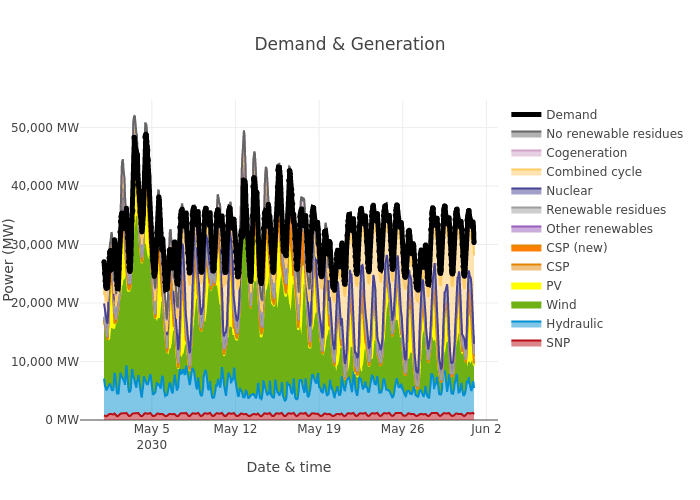 Demand & Generation
Power (MW)
50,000 MW
40,000 MW
30,000 MW
20,000 MW
10,000 MW
0 MW
May 5
2030
May 12
May 19
May 26
Jun 2
Date & time
Demand
No renewable residues
Cogeneration
Combined cycle
Nuclear
Renewable residues
Other renewables
CSP (new)
CSP
PV
Wind
Hydraulic
SNP